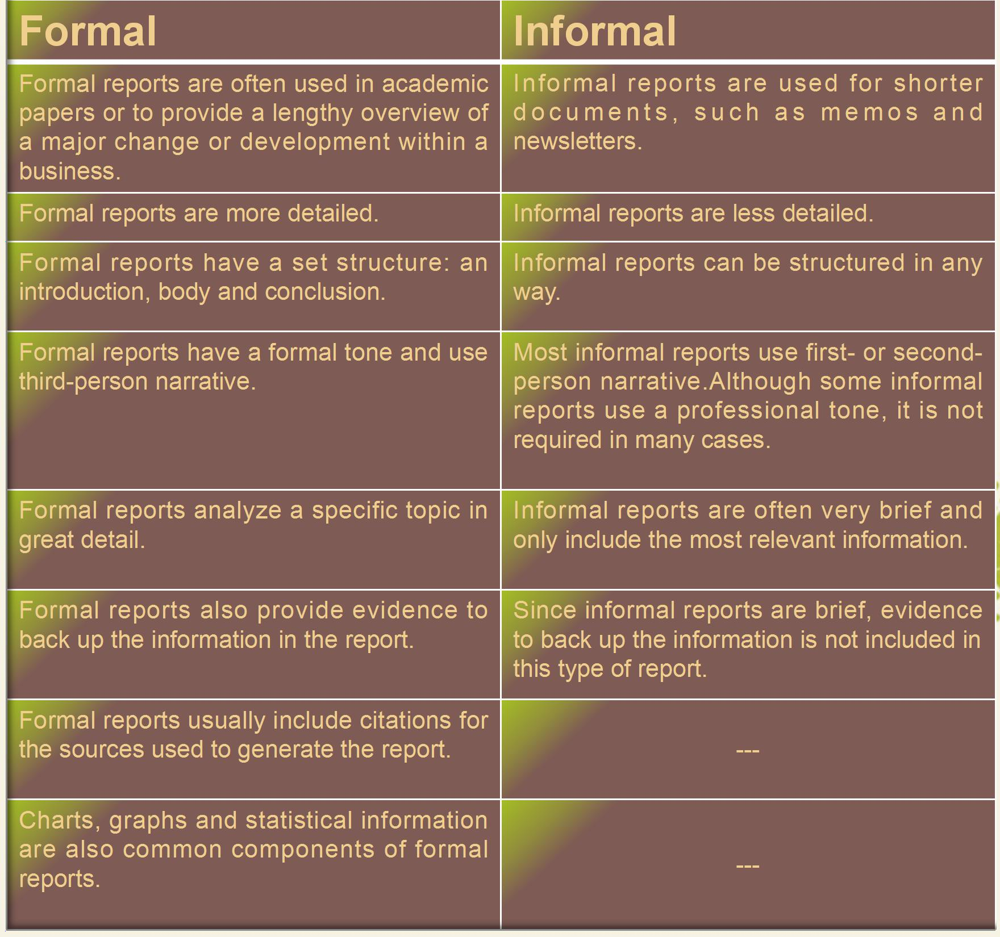 Formal
Informal
Formal reports are often used in academic
papers or to provide a lengthy overview of
a major change or development within a
business.
Informal reports are used for shorter
documents, such as memos and
newsletters.
Formal reports are more detailed.
Informal reports are less detailed.
Formal reports have a set structure: an
introduction, body and conclusion.
Informal reports can be structured in any
way.
Formal reports have a formal tone and use
third-person narrative.
Most informal reports use first- or second-
person narrative.Although some informal
reports use a professional tone, it is not
required in many cases.
Formal reports analyze a specific topic in
great detail.
Informal reports are often very brief and
only include the most relevant information.
Formal reports also provide evidence to
back up the information in the report.
Since informal reports are brief, evidence
to back up the information is not included in
this type of report.
Formal reports usually include citations for
the sources used to generate the report.
---
Charts, graphs and statistical information
are also common components of formal
reports.
---